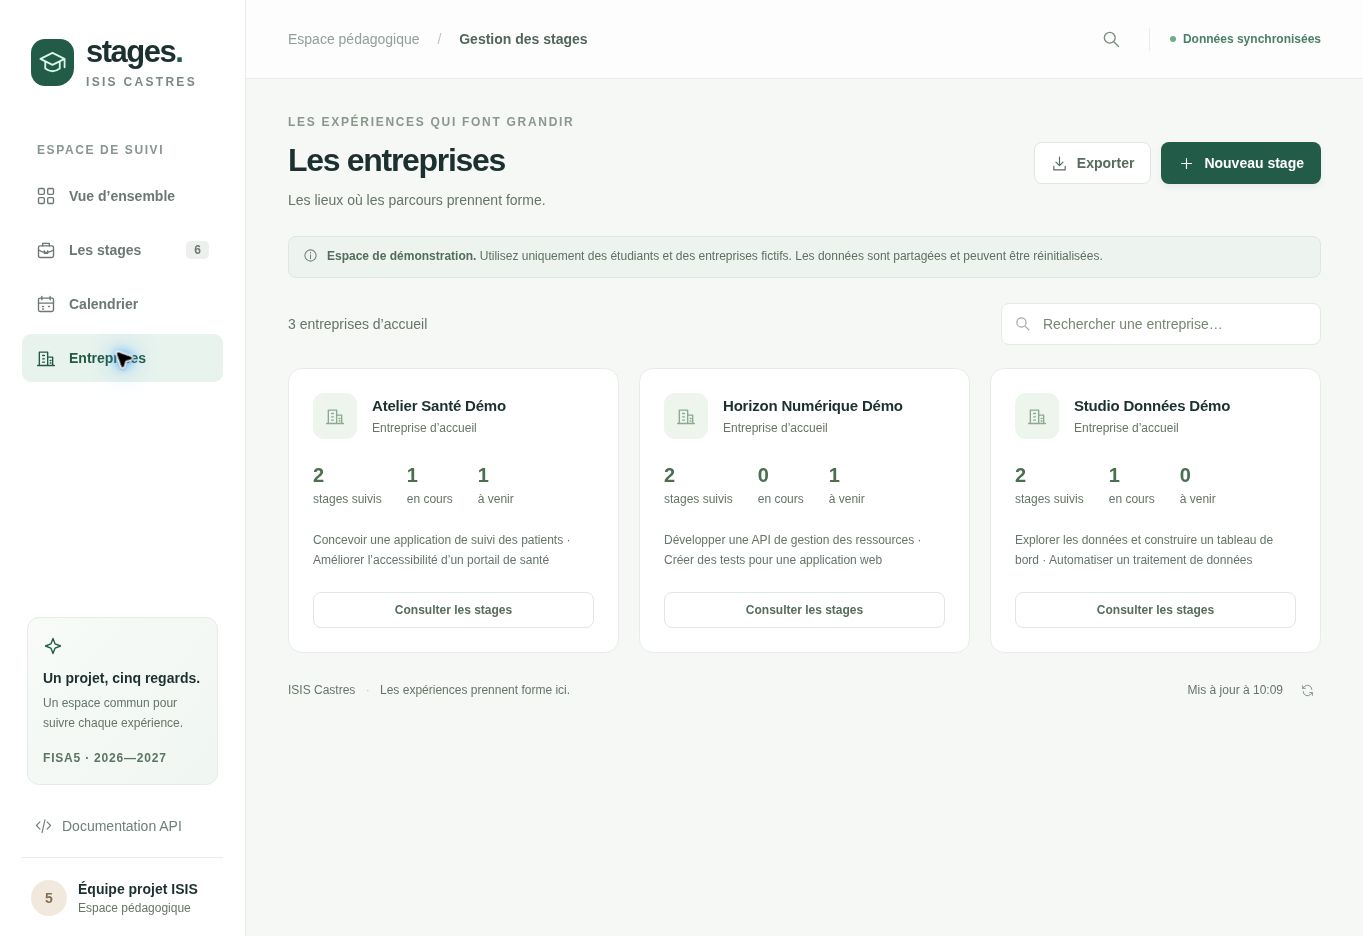 stages.
ISIS CASTRES
ESPACE DE SUIVI
Vue d’ensemble
Les stages 6
Calendrier
Entreprises
Un projet, cinq regards.
Un espace commun pour
suivre chaque expérience.
FISA5 · 2026—2027
Documentation API
5
Équipe projet ISIS
Espace pédagogique
Espace pédagogique / Gestion des stages
Données synchronisées
LES EXPÉRIENCES QUI FONT GRANDIR
Les entreprises
Les lieux où les parcours prennent forme.
Exporter
Nouveau stage
Espace de démonstration. Utilisez uniquement des étudiants et des entreprises fictifs. Les données sont partagées et peuvent être réinitialisées.
3 entreprises d’accueil
Rechercher une entreprise…
Atelier Santé Démo
Entreprise d’accueil
2 1 1
stages suivis en cours à venir
Concevoir une application de suivi des patients ·
Améliorer l’accessibilité d’un portail de santé
Consulter les stages
Horizon Numérique Démo
Entreprise d’accueil
2 0 1
stages suivis en cours à venir
Développer une API de gestion des ressources ·
Créer des tests pour une application web
Consulter les stages
Studio Données Démo
Entreprise d’accueil
2 1 0
stages suivis en cours à venir
Explorer les données et construire un tableau de
bord · Automatiser un traitement de données
Consulter les stages
ISIS Castres · Les expériences prennent forme ici.
Mis à jour à 10:09